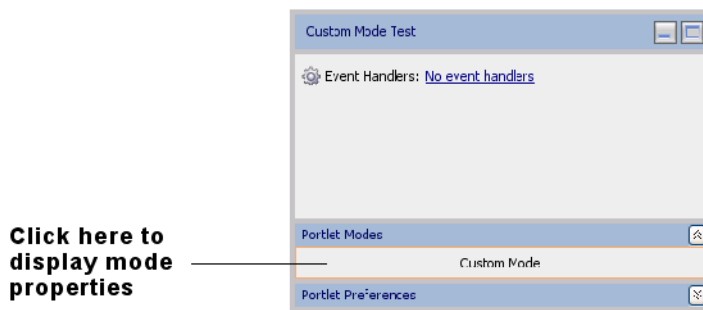 Custom Mode Test
Event Handlers: No event handlers
Portlet Modes
Click here to
display mode
properties
Custom Mode
Portlet Preferences